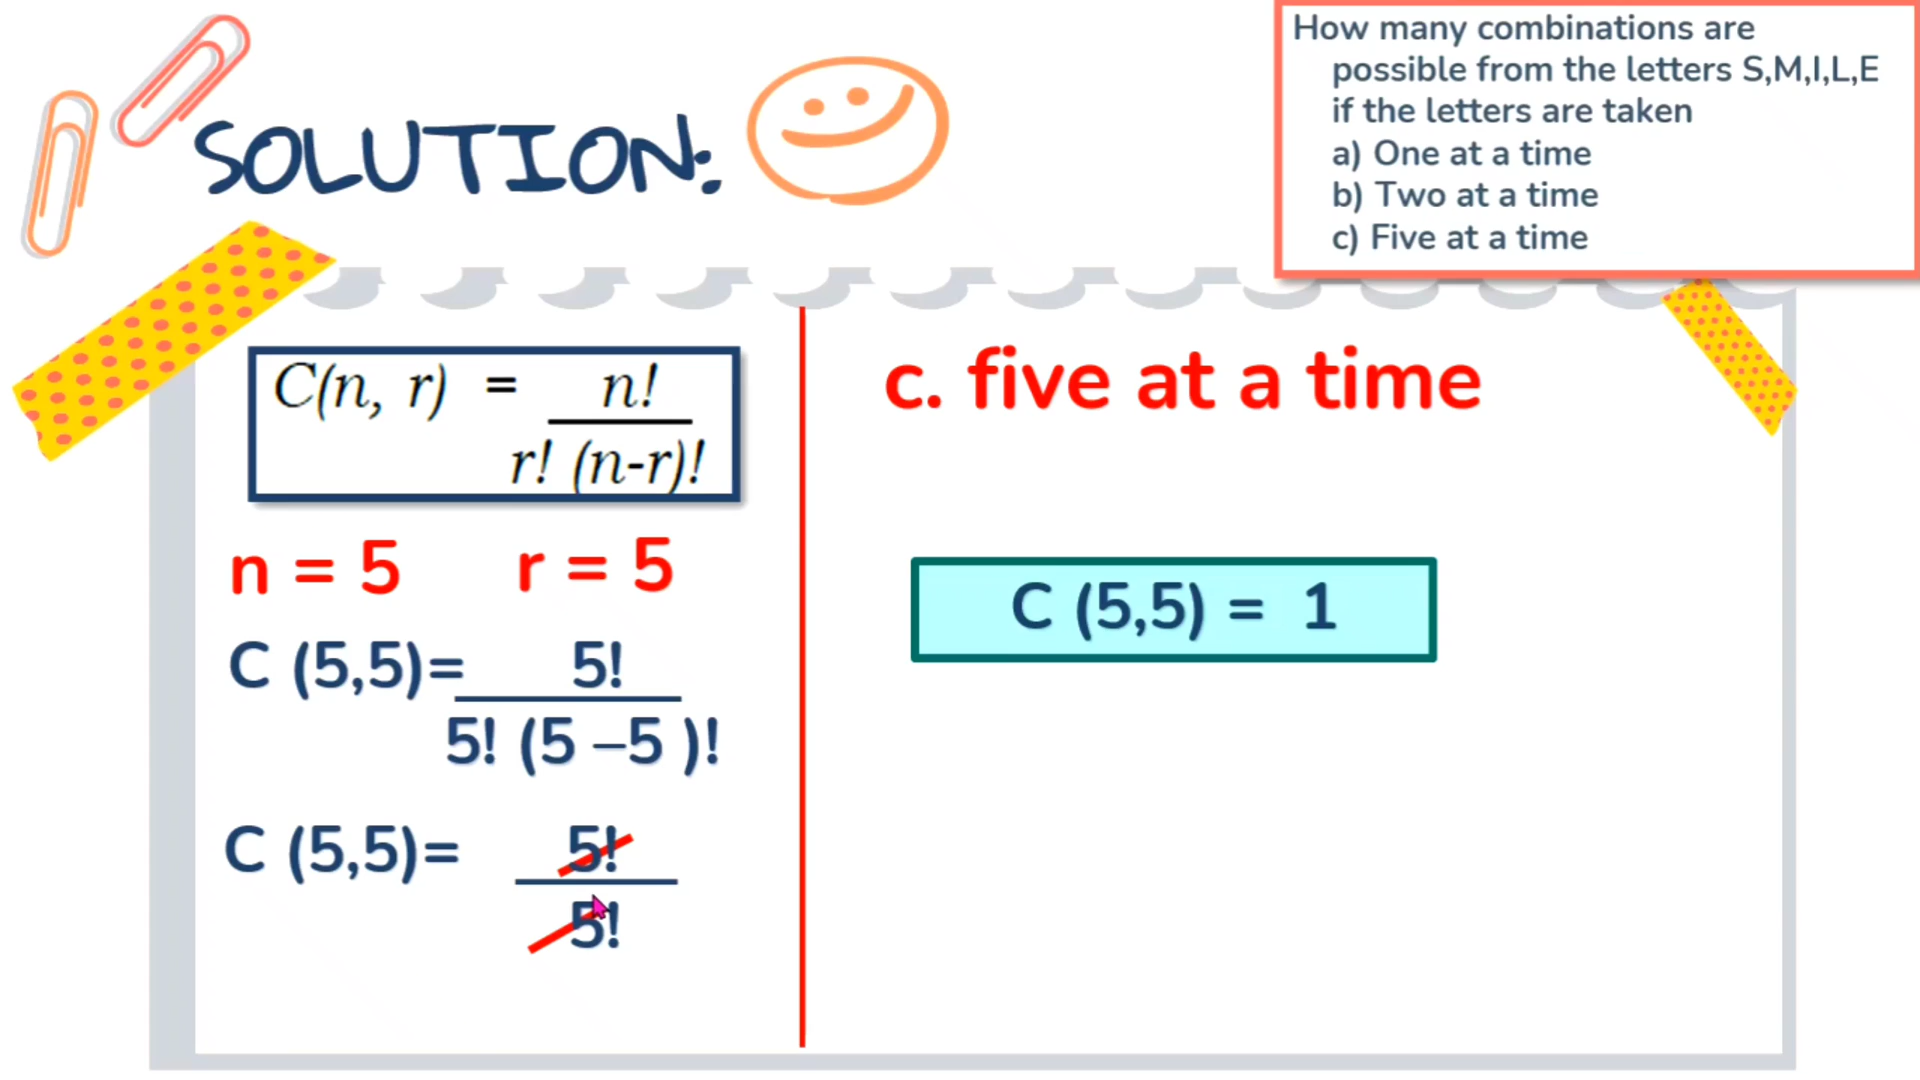 SOLUTION:
How many combinations are
possible from the letters S,M,I,L,E
if the letters are taken
a) One at a time
b) Two at a time
c) Five at a time
C(n, r) = n!
r! (n-r)!
n = 5 r = 5
C (5,5)= 5!
5! (5 –5 )!
C (5,5)= 5!
5!
c. five at a time
C (5,5) = 1